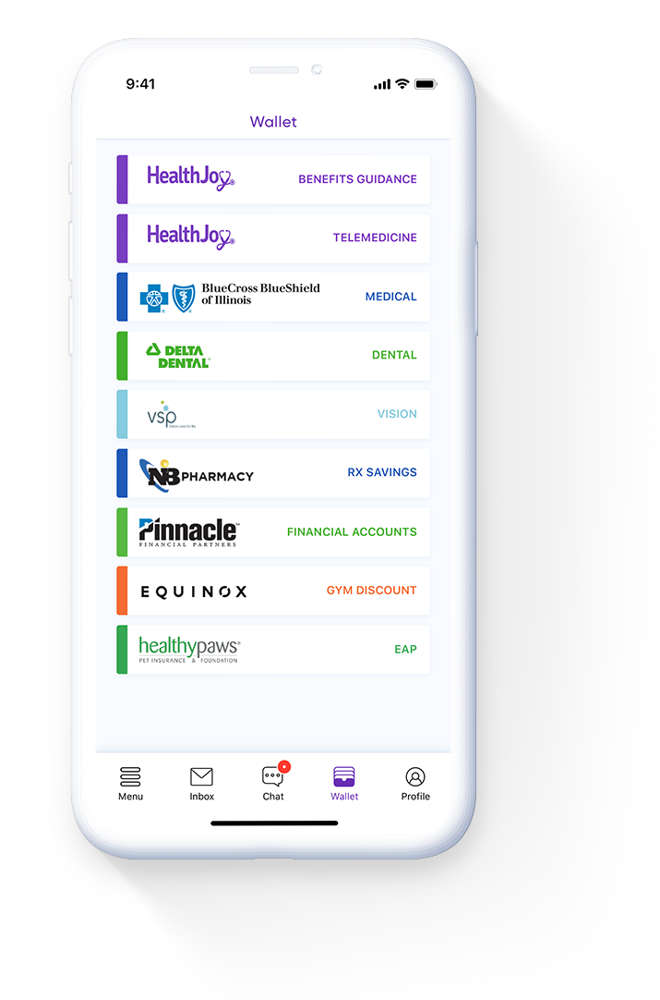 9:41
Wallet
HealthJoy®
BENEFITS GUIDANCE
HealthJoy®
TELEMEDICINE
BlueCross BlueShield
of Illinois
MEDICAL
DELTA
DENTAL®
DENTAL
vsp
VISION
NB PHARMACY
RX SAVINGS
Pinnacle™
FINANCIAL PARTNERS
FINANCIAL ACCOUNTS
EQUINOX
GYM DISCOUNT
healthypaws®
PET INSURANCE & FOUNDATION
EAP
Menu
Inbox
Chat
Wallet
Profile